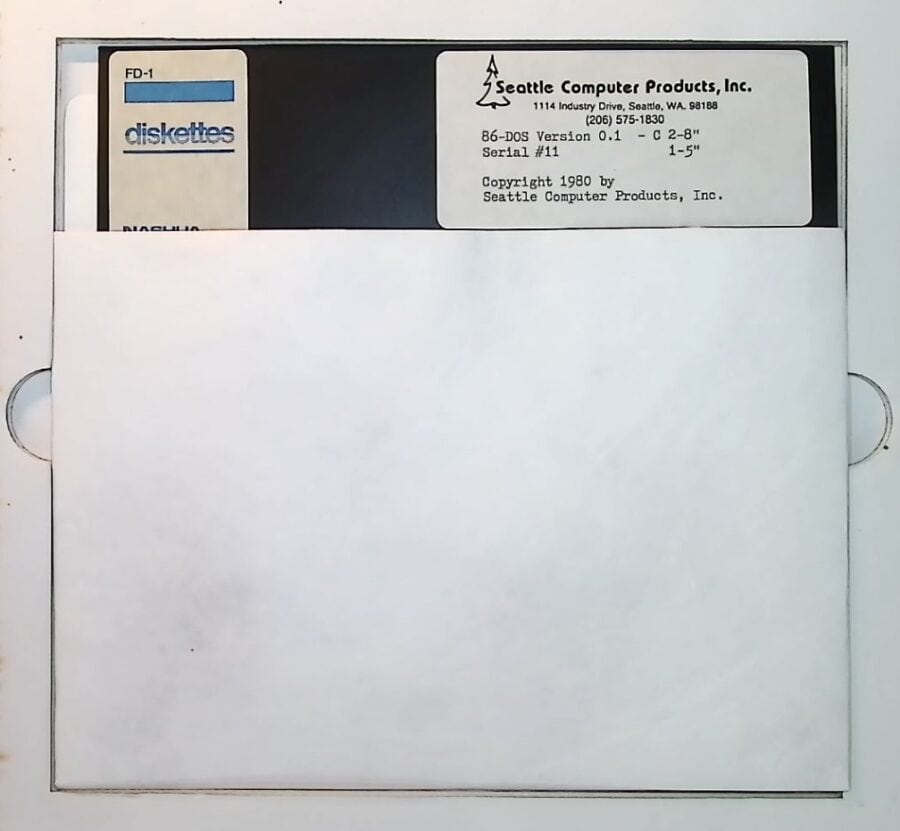 FD-1
diskettes
NASHUA
Seattle Computer Products, Inc.
1114 Industry Drive, Seattle, WA. 98188
(206) 575-1830
86-DOS Version 0.1 - C 2-8"
Serial #11 1-5"
Copyright 1980 by
Seattle Computer Products, Inc.